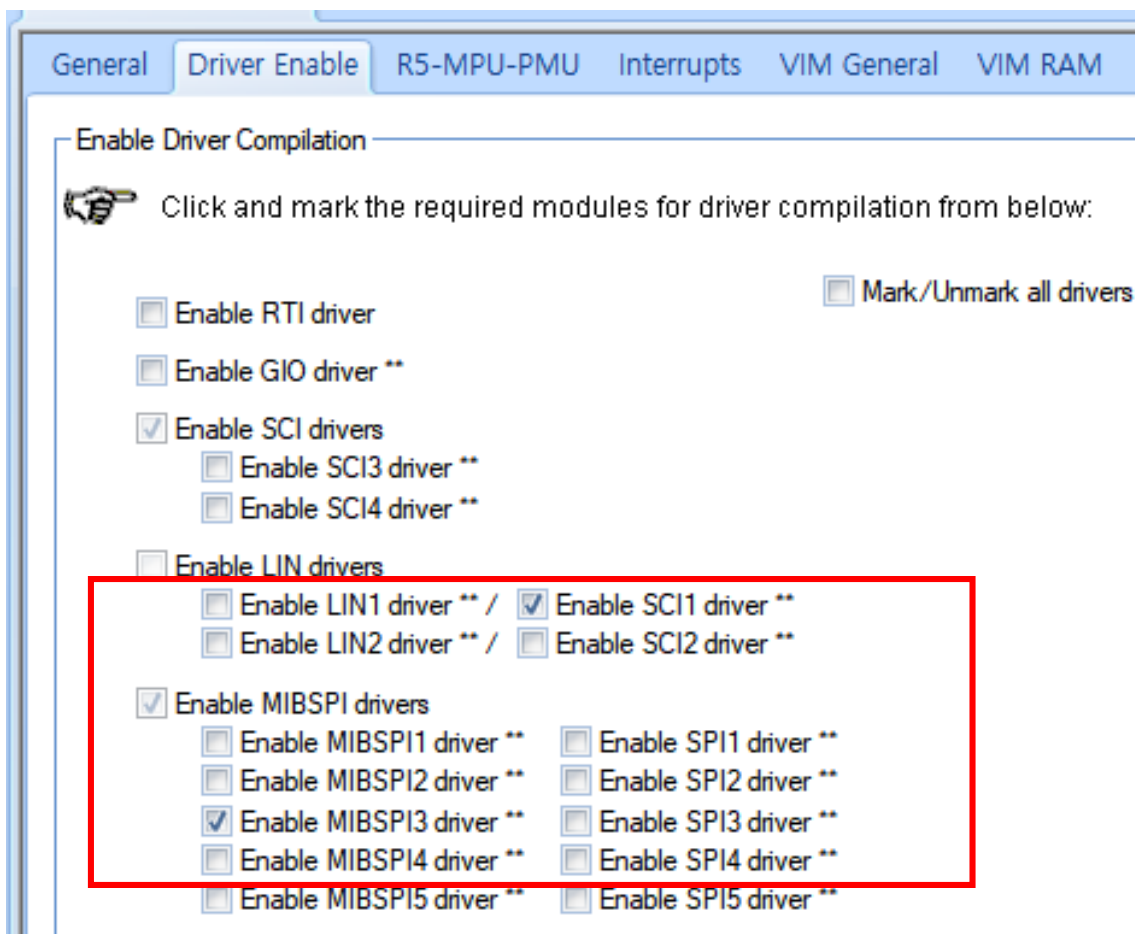 General Driver Enable R5-MPU-PMU Interrupts VIM General VIM RAM
Enable Driver Compilation
Click and mark the required modules for driver compilation from below:
Mark/Unmark all drivers
Enable RTI driver
Enable GIO driver **
Enable SCI drivers
Enable SCI3 driver **
Enable SCI4 driver **
Enable LIN drivers
Enable LIN1 driver ** / Enable SCI1 driver **
Enable LIN2 driver ** / Enable SCI2 driver **
Enable MIBSPI drivers
Enable MIBSPI1 driver ** Enable SPI1 driver **
Enable MIBSPI2 driver ** Enable SPI2 driver **
Enable MIBSPI3 driver ** Enable SPI3 driver **
Enable MIBSPI4 driver ** Enable SPI4 driver **
Enable MIBSPI5 driver ** Enable SPI5 driver **